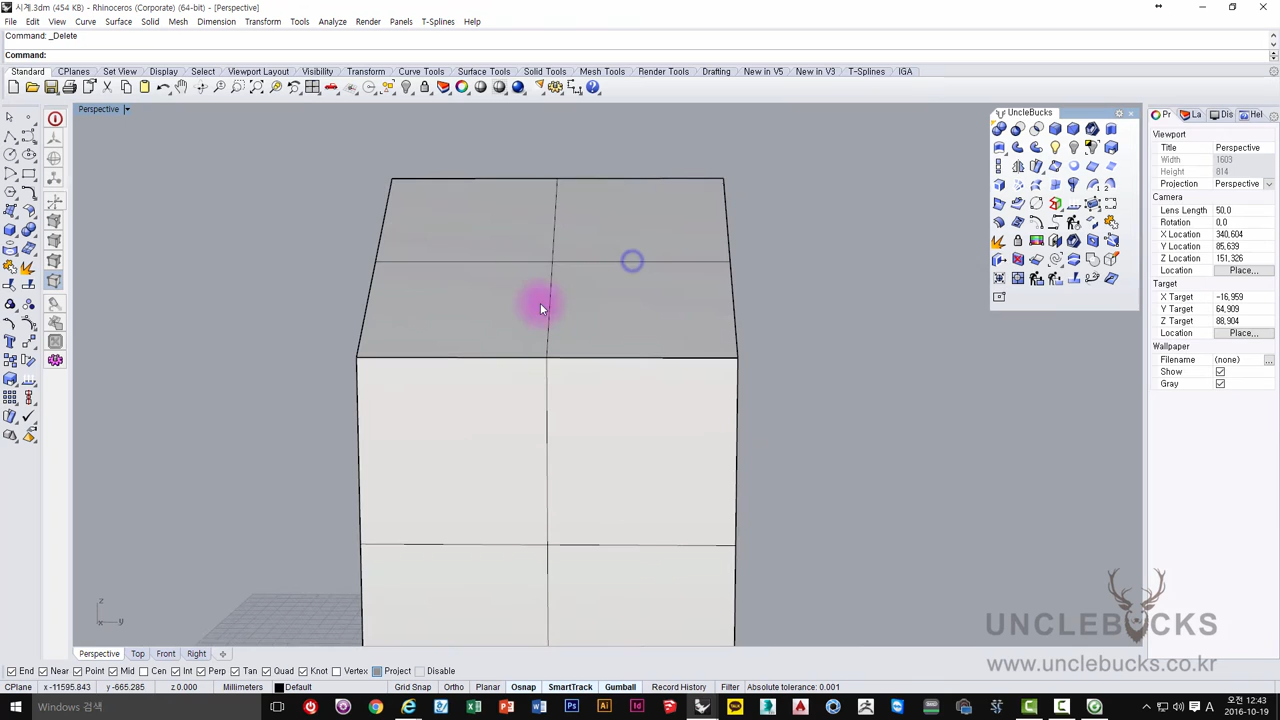 시계.3dm (454 KB) - Rhinoceros (Corporate) (64-bit) - [Perspective]
File Edit View Curve Surface Solid Mesh Dimension Transform Tools Analyze Render Panels T-Splines Help
Command: _Delete
Command:
Standard CPlanes Set View Display Select Viewport Layout Visibility Transform Curve Tools Surface Tools Solid Tools Mesh Tools Render Tools Drafting New in V5 New in V3 T-Splines IGA
Perspective
UncleBucks
Pr La Dis Hel
Viewport
Title Perspective
Width 1603
Height 814
Projection Perspective
Camera
Lens Length 50,0
Rotation 0,0
X Location 340,604
Y Location 85,639
Z Location 151,326
Location Place...
Target
X Target -16,959
Y Target 64,909
Z Target 88,904
Location Place...
Wallpaper
Filename (none) ...
Show
Gray
z
x y
UNCLEBUCKS
www.unclebucks.co.kr
Perspective Top Front Right
End Near Point Mid Cen Int Perp Tan Quad Knot Vertex Project Disable
CPlane x -11595.843 y -665.285 z 0.000 Millimeters Default Grid Snap Ortho Planar Osnap SmartTrack Gumball Record History Filter Absolute tolerance: 0.001
Windows 검색
A 오전 12:43
2016-10-19